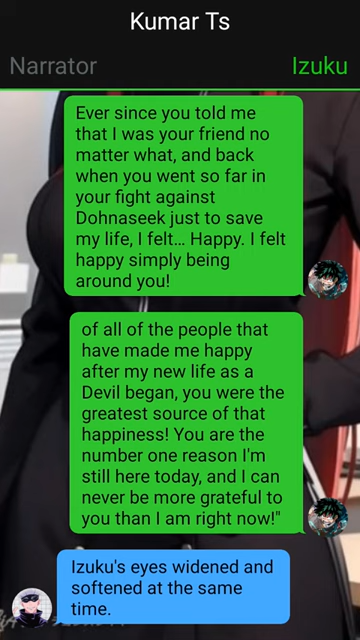 Kumar Ts
Narrator
Izuku
Ever since you told me
that I was your friend no
matter what, and back
when you went so far in
your fight against
Dohnaseek just to save
my life, I felt... Happy. I felt
happy simply being
around you!
of all of the people that
have made me happy
after my new life as a
Devil began, you were the
greatest source of that
happiness! You are the
number one reason I'm
still here today, and I can
never be more grateful to
you than I am right now!"
Izuku's eyes widened and
softened at the same
time.